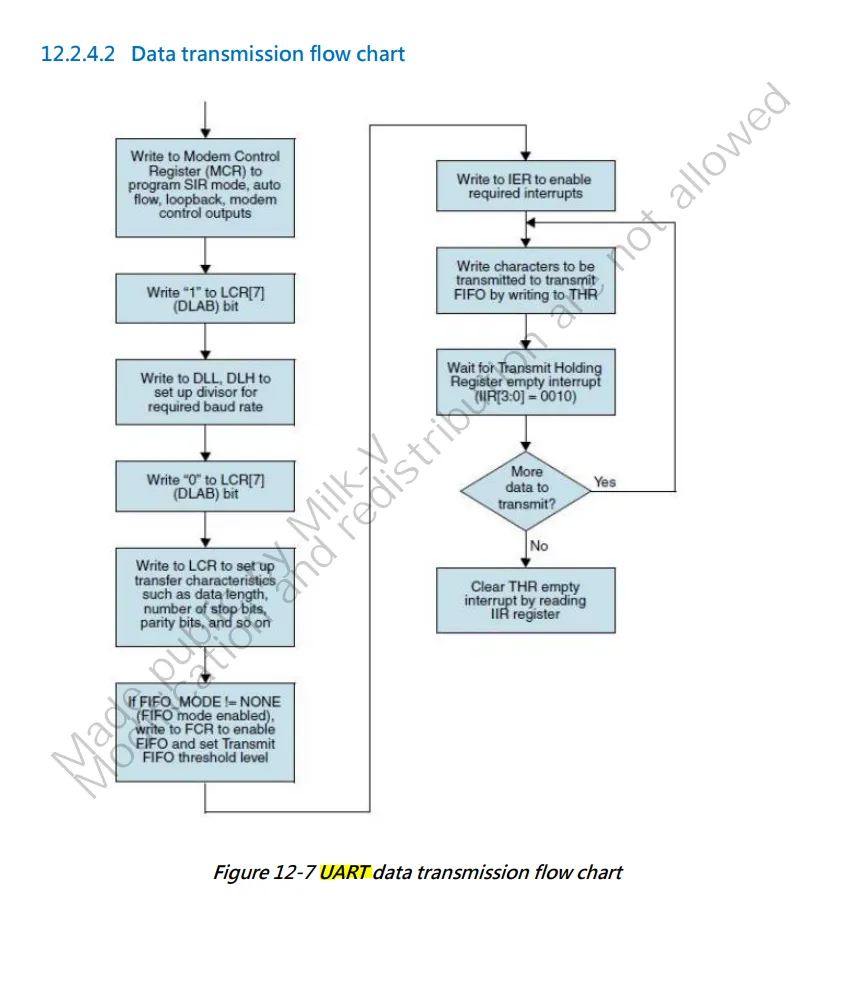 12.2.4.2 Data transmission flow chart
Write to Modem Control
Register (MCR) to
program SIR mode, auto
flow, loopback, modem
control outputs
Write “1” to LCR[7]
(DLAB) bit
Write to DLL, DLH to
set up divisor for
required baud rate
Write “0” to LCR[7]
(DLAB) bit
Write to LCR to set up
transfer characteristics
such as data length,
number of stop bits,
parity bits, and so on
If FIFO_MODE != NONE
(FIFO mode enabled),
write to FCR to enable
FIFO and set Transmit
FIFO threshold level
Write to IER to enable
required interrupts
Write characters to be
transmitted to transmit
FIFO by writing to THR
Wait for Transmit Holding
Register empty interrupt
(IIR[3:0] = 0010)
More
data to
transmit?
Yes
No
Clear THR empty
interrupt by reading
IIR register
Made public by Milk-V
Modification and redistribution are not allowed
Figure 12-7 UART data transmission flow chart